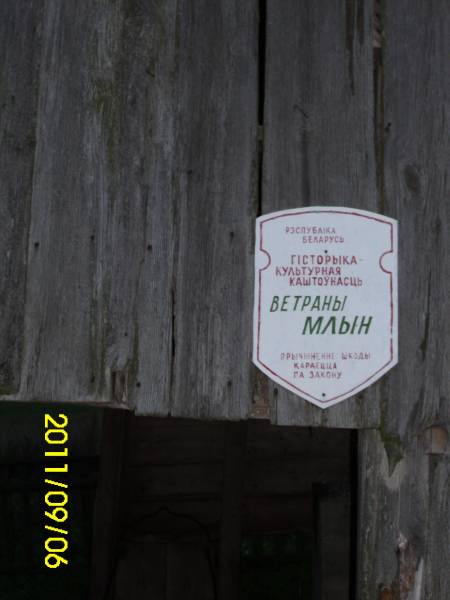 РЭСПУБЛІКА
БЕЛАРУСЬ
ГІСТОРЫКА-
КУЛЬТУРНАЯ
КАШТОЎНАСЦЬ
ВЕТРАНЫ
МЛЫН
ПРЫЧЫНЕННЕ ШКОДЫ
КАРАЕЦЦА
ПА ЗАКОНУ
2011/09/06